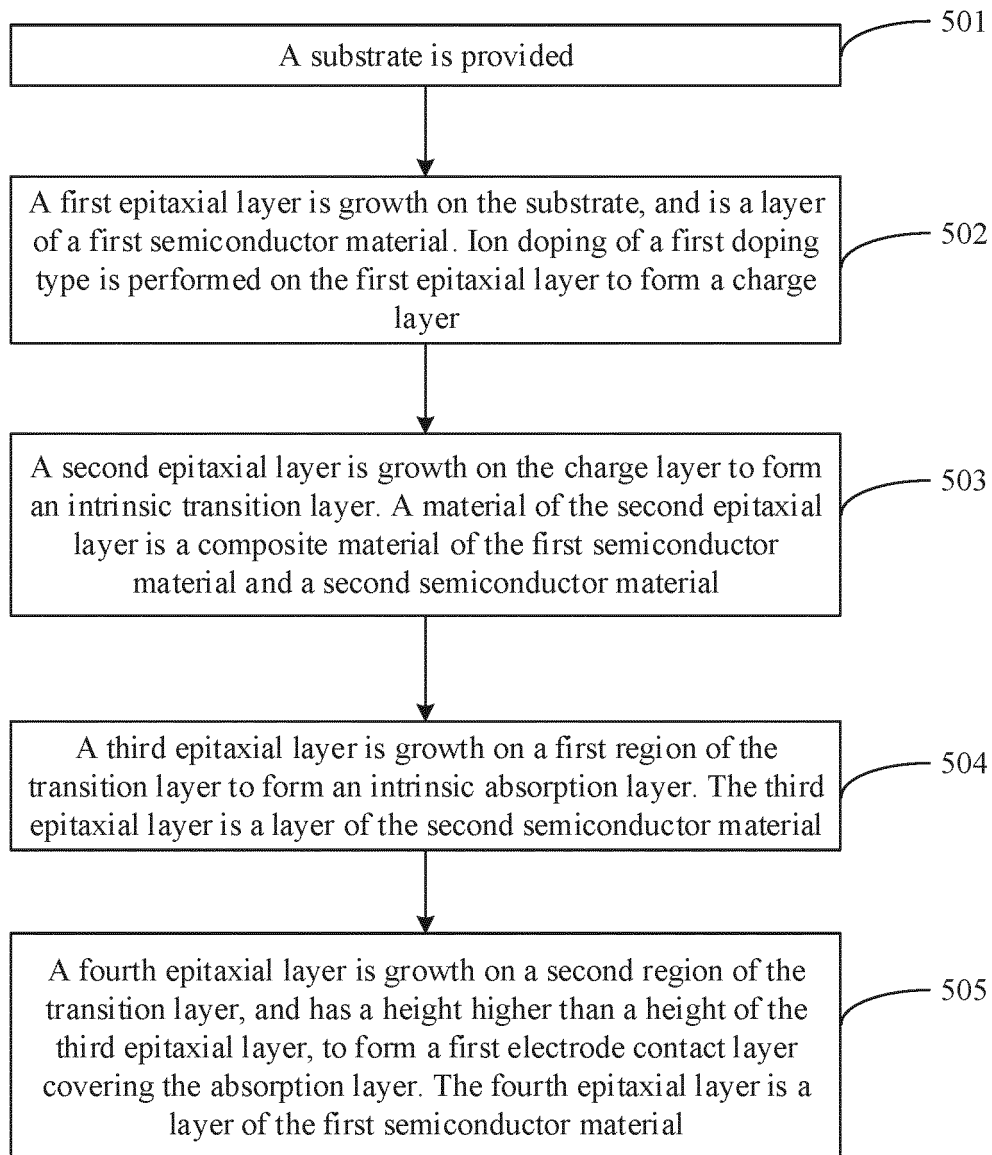 501
A substrate is provided
A first epitaxial layer is growth on the substrate, and is a layer
of a first semiconductor material. Ion doping of a first doping
type is performed on the first epitaxial layer to form a charge
layer
502
A second epitaxial layer is growth on the charge layer to form
an intrinsic transition layer. A material of the second epitaxial
layer is a composite material of the first semiconductor
material and a second semiconductor material
503
A third epitaxial layer is growth on a first region of the
transition layer to form an intrinsic absorption layer. The third
epitaxial layer is a layer of the second semiconductor material
504
A fourth epitaxial layer is growth on a second region of the
transition layer, and has a height higher than a height of the
third epitaxial layer, to form a first electrode contact layer
covering the absorption layer. The fourth epitaxial layer is a
layer of the first semiconductor material
505